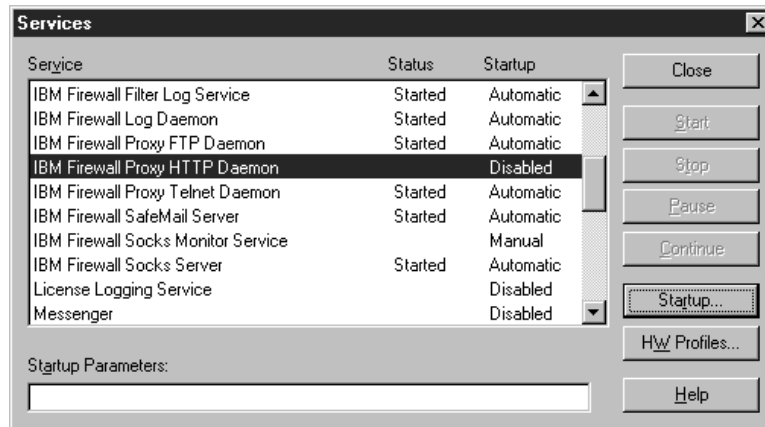 Services
Service Status Startup
IBM Firewall Filter Log Service Started Automatic
IBM Firewall Log Daemon Started Automatic
IBM Firewall Proxy FTP Daemon Started Automatic
IBM Firewall Proxy HTTP Daemon Disabled
IBM Firewall Proxy Telnet Daemon Started Automatic
IBM Firewall SafeMail Server Started Automatic
IBM Firewall Socks Monitor Service Manual
IBM Firewall Socks Server Started Automatic
License Logging Service Disabled
Messenger Disabled
Startup Parameters:
Close
Start
Stop
Pause
Continue
Startup...
HW Profiles...
Help